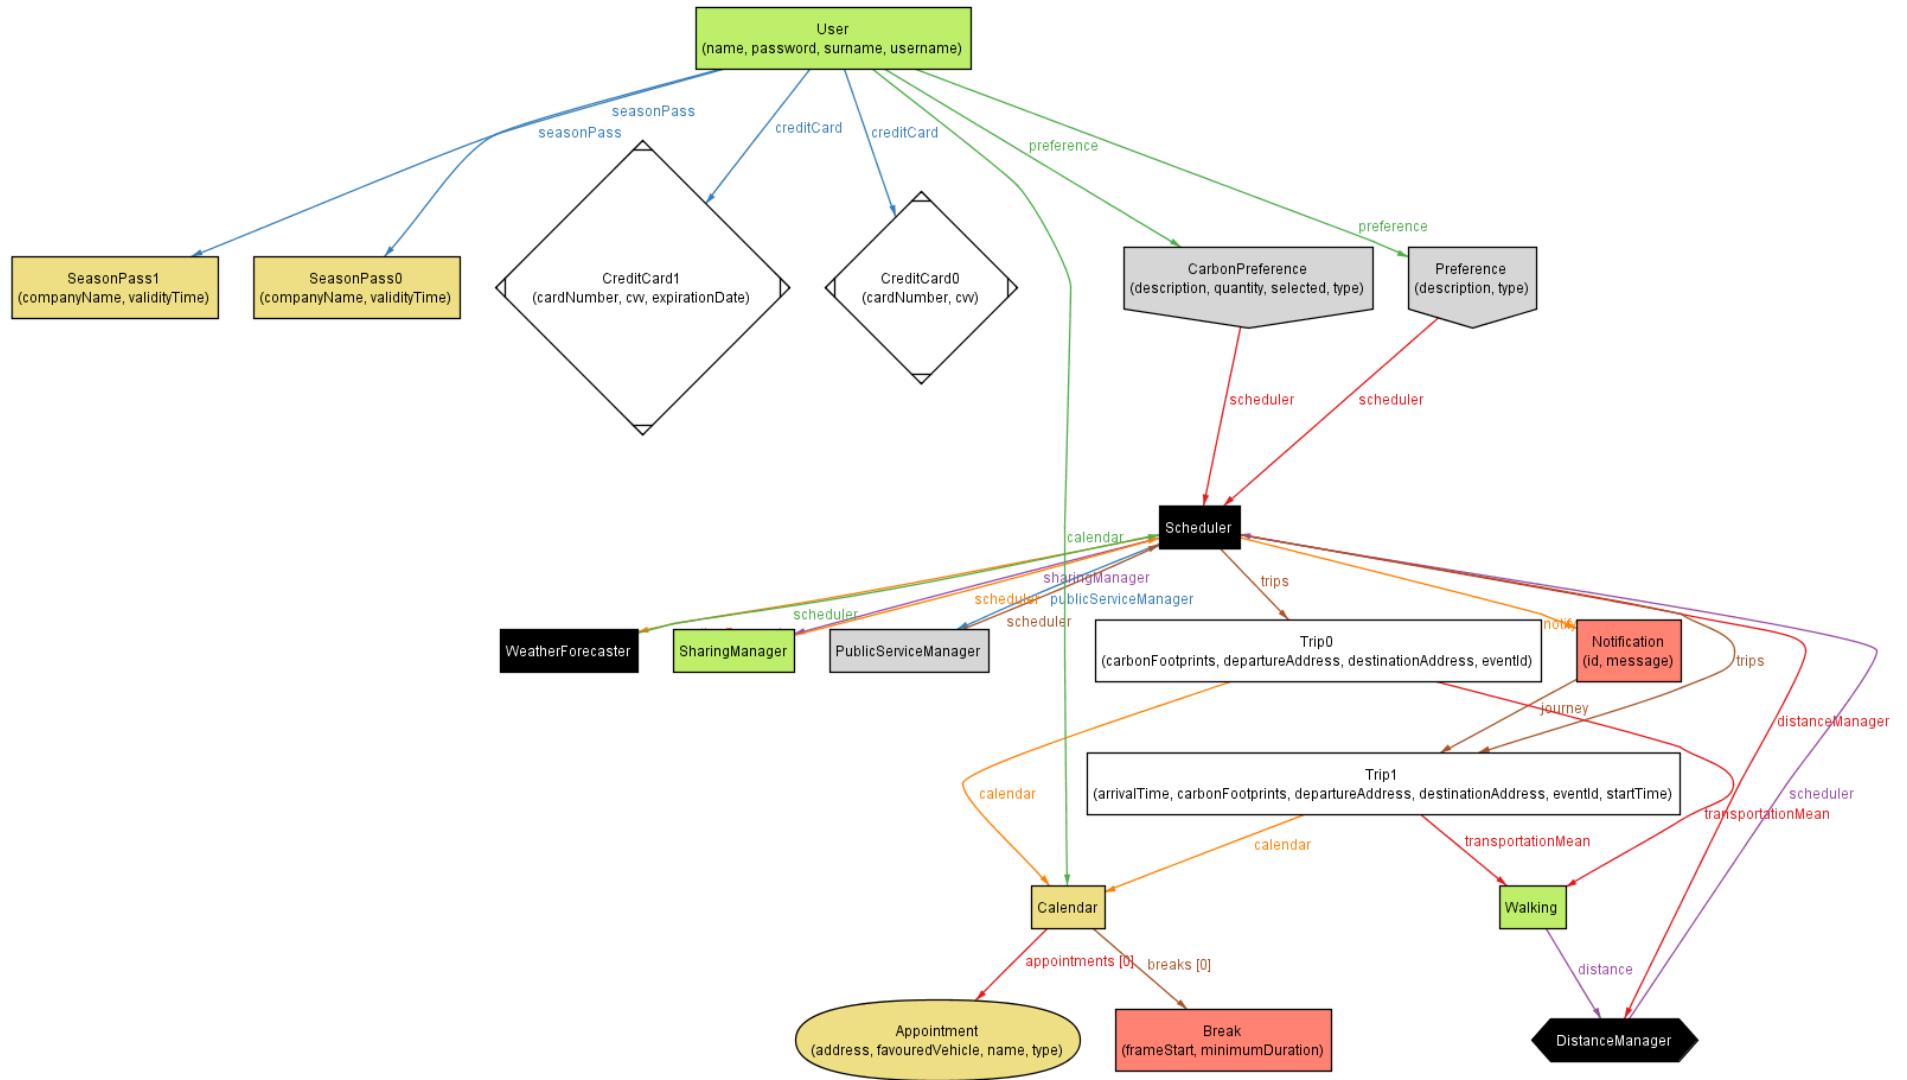 User
(name, password, surname, username)
seasonPass
seasonPass
creditCard
creditCard
preference
preference
SeasonPass1
(companyName, validityTime)
SeasonPass0
(companyName, validityTime)
CreditCard1
(cardNumber, cvv, expirationDate)
CreditCard0
(cardNumber, cvv)
CarbonPreference
(description, quantity, selected, type)
Preference
(description, type)
scheduler
scheduler
Scheduler
calendar
sharingManager
trips
scheduler
publicServiceManager
scheduler
scheduler
notify
WeatherForecaster
SharingManager
PublicServiceManager
Trip0
(carbonFootprints, departureAddress, destinationAddress, eventId)
Notification
(id, message)
trips
journey
distanceManager
Trip1
(arrivalTime, carbonFootprints, departureAddress, destinationAddress, eventId, startTime)
calendar
scheduler
transportationMean
calendar
transportationMean
Calendar
Walking
appointments [0]
breaks [0]
distance
Appointment
(address, favouredVehicle, name, type)
Break
(frameStart, minimumDuration)
DistanceManager